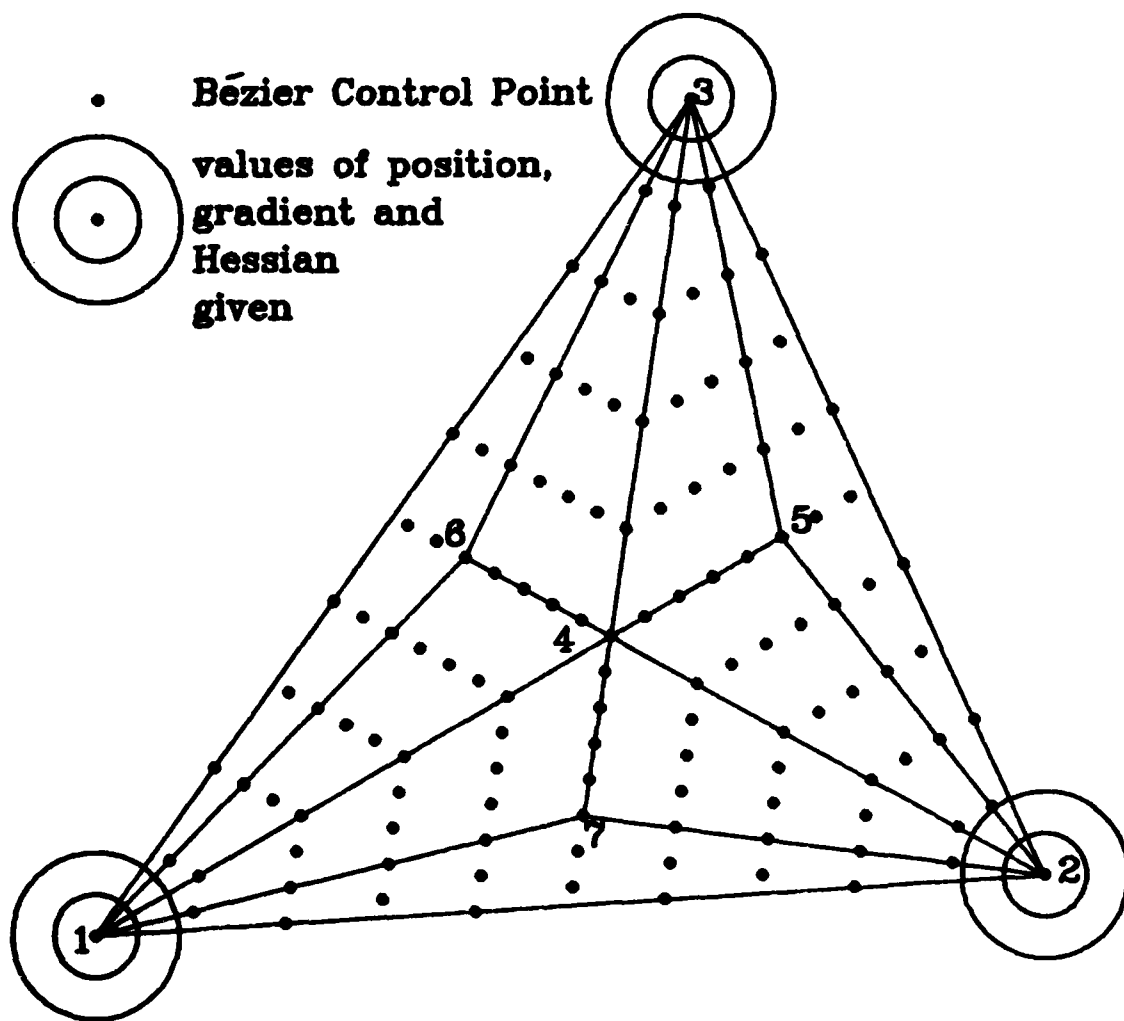 Bézier Control Point
values of position,
gradient and
Hessian
given
3
6
5
4
7
1
2